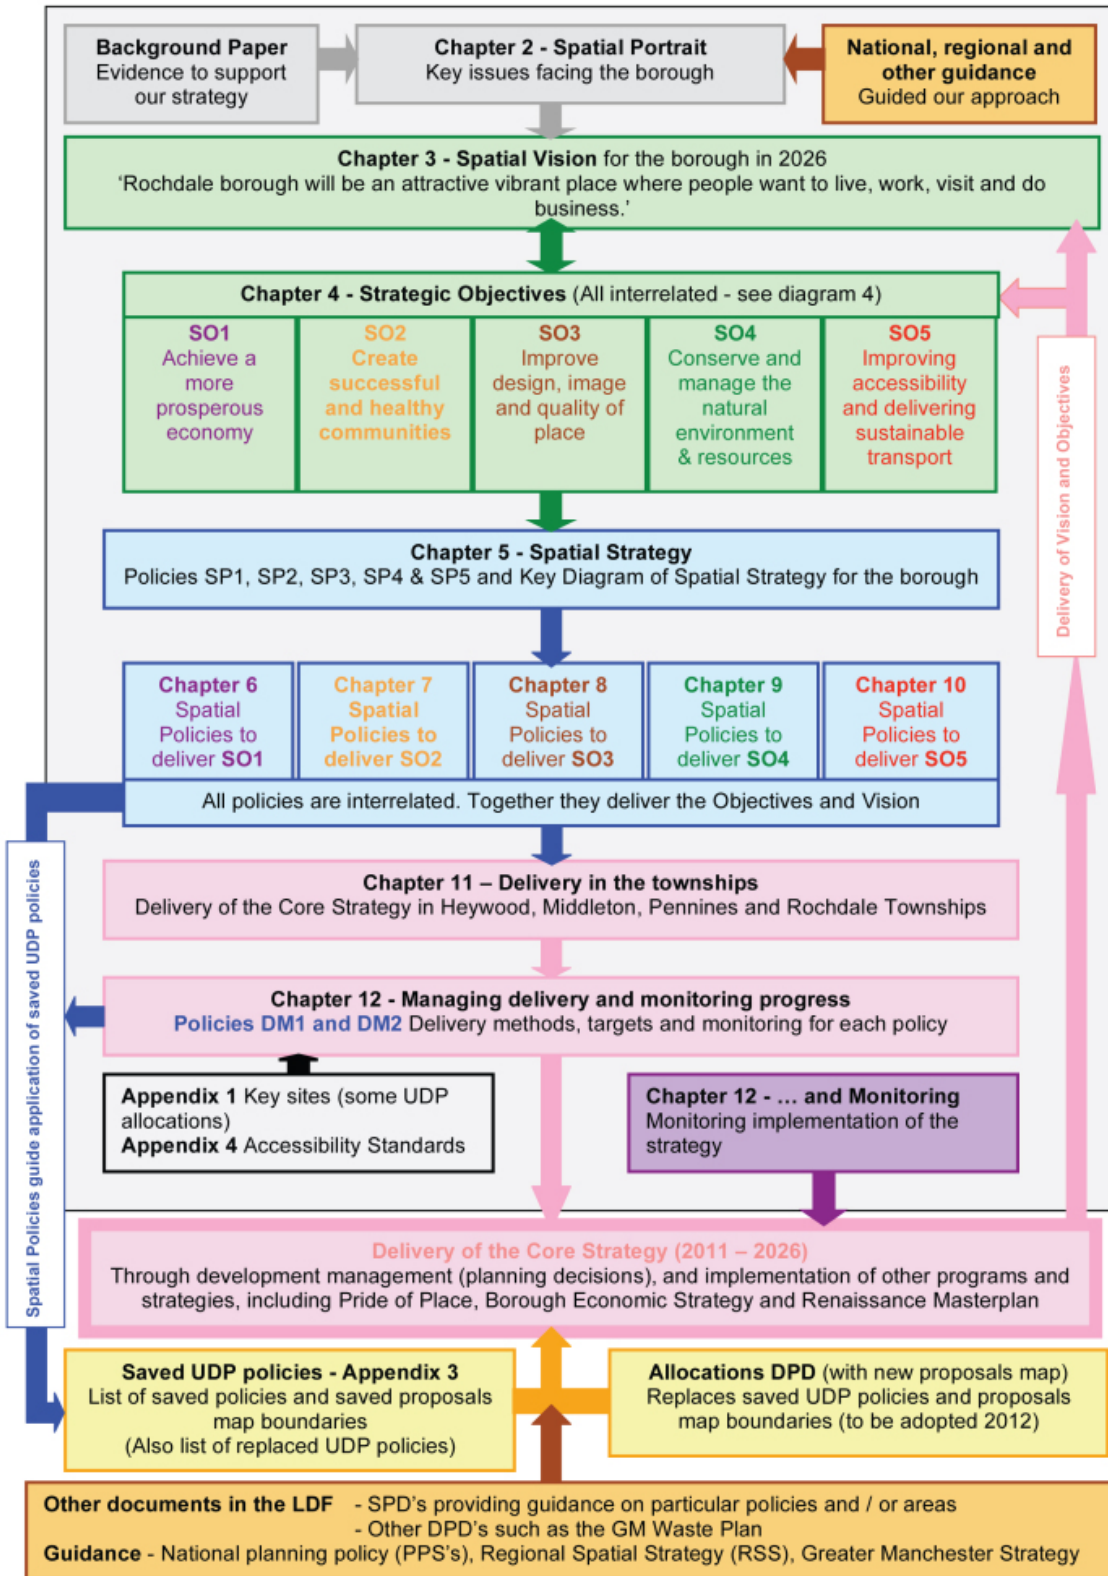 Background Paper
Evidence to support
our strategy
Chapter 2 - Spatial Portrait
Key issues facing the borough
National, regional and
other guidance
Guided our approach
Chapter 3 - Spatial Vision for the borough in 2026
‘Rochdale borough will be an attractive vibrant place where people want to live, work, visit and do
business.’
Chapter 4 - Strategic Objectives (All interrelated - see diagram 4)
SO1
Achieve a
more
prosperous
economy
SO2
Create
successful
and healthy
communities
SO3
Improve
design, image
and quality of
place
SO4
Conserve and
manage the
natural
environment
& resources
SO5
Improving
accessibility
and delivering
sustainable
transport
Delivery of Vision and Objectives
Chapter 5 - Spatial Strategy
Policies SP1, SP2, SP3, SP4 & SP5 and Key Diagram of Spatial Strategy for the borough
Chapter 6
Spatial
Policies to
deliver SO1
Chapter 7
Spatial
Policies to
deliver SO2
Chapter 8
Spatial
Policies to
deliver SO3
Chapter 9
Spatial
Policies to
deliver SO4
Chapter 10
Spatial
Policies to
deliver SO5
All policies are interrelated. Together they deliver the Objectives and Vision
Spatial Policies guide application of saved UDP policies
Chapter 11 – Delivery in the townships
Delivery of the Core Strategy in Heywood, Middleton, Pennines and Rochdale Townships
Chapter 12 - Managing delivery and monitoring progress
Policies DM1 and DM2 Delivery methods, targets and monitoring for each policy
Appendix 1 Key sites (some UDP
allocations)
Appendix 4 Accessibility Standards
Chapter 12 - ... and Monitoring
Monitoring implementation of the
strategy
Delivery of the Core Strategy (2011 – 2026)
Through development management (planning decisions), and implementation of other programs and
strategies, including Pride of Place, Borough Economic Strategy and Renaissance Masterplan
Saved UDP policies - Appendix 3
List of saved policies and saved proposals
map boundaries
(Also list of replaced UDP policies)
Allocations DPD (with new proposals map)
Replaces saved UDP policies and proposals
map boundaries (to be adopted 2012)
Other documents in the LDF - SPD's providing guidance on particular policies and / or areas
- Other DPD's such as the GM Waste Plan
Guidance - National planning policy (PPS's), Regional Spatial Strategy (RSS), Greater Manchester Strategy